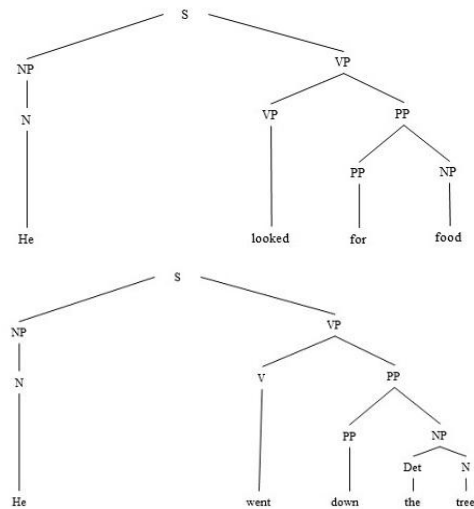 S
NP VP
N VP PP
PP NP
He looked for food
S
NP VP
N V PP
PP NP
Det N
He went down the tree